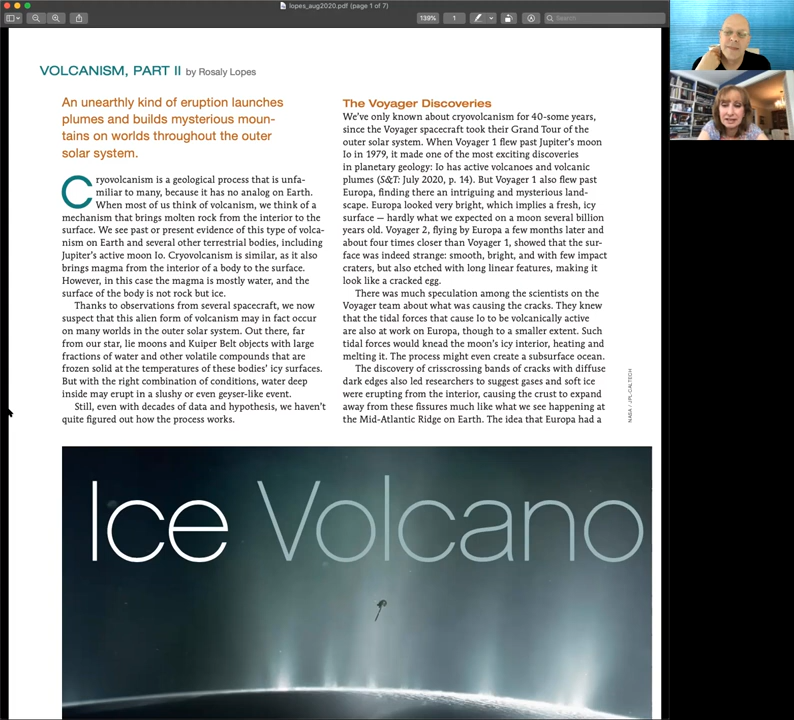 lopes_aug2020.pdf (page 1 of 7)
139%
1
Search
VOLCANISM, PART II by Rosaly Lopes
An unearthly kind of eruption launches
plumes and builds mysterious moun-
tains on worlds throughout the outer
solar system.
Cryovolcanism is a geological process that is unfa-
miliar to many, because it has no analog on Earth.
When most of us think of volcanism, we think of a
mechanism that brings molten rock from the interior to the
surface. We see past or present evidence of this type of volca-
nism on Earth and several other terrestrial bodies, including
Jupiter's active moon Io. Cryovolcanism is similar, as it also
brings magma from the interior of a body to the surface.
However, in this case the magma is mostly water, and the
surface of the body is not rock but ice.
Thanks to observations from several spacecraft, we now
suspect that this alien form of volcanism may in fact occur
on many worlds in the outer solar system. Out there, far
from our star, lie moons and Kuiper Belt objects with large
fractions of water and other volatile compounds that are
frozen solid at the temperatures of these bodies' icy surfaces.
But with the right combination of conditions, water deep
inside may erupt in a slushy or even geyser-like event.
Still, even with decades of data and hypothesis, we haven't
quite figured out how the process works.
The Voyager Discoveries
We've only known about cryovolcanism for 40-some years,
since the Voyager spacecraft took their Grand Tour of the
outer solar system. When Voyager 1 flew past Jupiter's moon
Io in 1979, it made one of the most exciting discoveries
in planetary geology: Io has active volcanoes and volcanic
plumes (S&T: July 2020, p. 14). But Voyager 1 also flew past
Europa, finding there an intriguing and mysterious land-
scape. Europa looked very bright, which implies a fresh, icy
surface — hardly what we expected on a moon several billion
years old. Voyager 2, flying by Europa a few months later and
about four times closer than Voyager 1, showed that the sur-
face was indeed strange: smooth, bright, and with few impact
craters, but also etched with long linear features, making it
look like a cracked egg.
There was much speculation among the scientists on the
Voyager team about what was causing the cracks. They knew
that the tidal forces that cause Io to be volcanically active
are also at work on Europa, though to a smaller extent. Such
tidal forces would knead the moon's icy interior, heating and
melting it. The process might even create a subsurface ocean.
The discovery of crisscrossing bands of cracks with diffuse
dark edges also led researchers to suggest gases and soft ice
were erupting from the interior, causing the crust to expand
away from these fissures much like what we see happening at
the Mid-Atlantic Ridge on Earth. The idea that Europa had a
NASA / JPL-CALTECH
Ice Volcano